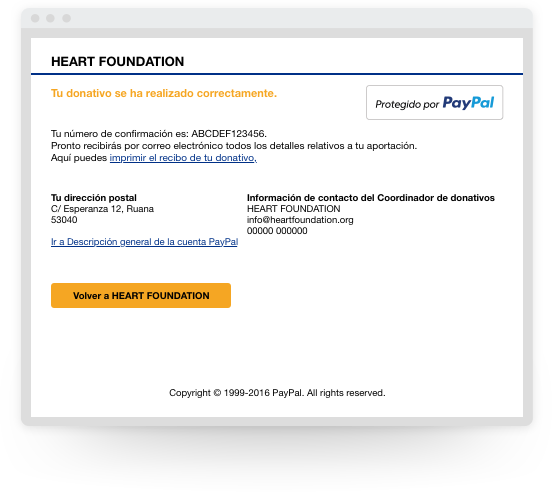 HEART FOUNDATION
Tu donativo se ha realizado correctamente.
Protegido por PayPal
Tu número de confirmación es: ABCDEF123456.
Pronto recibirás por correo electrónico todos los detalles relativos a tu aportación.
Aquí puedes imprimir el recibo de tu donativo.
Tu dirección postal
C/ Esperanza 12, Ruana
53040
Ir a Descripción general de la cuenta PayPal
Información de contacto del Coordinador de donativos
HEART FOUNDATION
info@heartfoundation.org
00000 000000
Volver a HEART FOUNDATION
Copyright © 1999-2016 PayPal. All rights reserved.